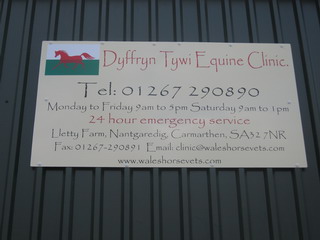 Dyffryn Tywi Equine Clinic.
Tel: 01267 290890
"Monday to Friday 9am to 5pm Saturday 9am to 1pm"
24 hour emergency service
Lletty Farm, Nantgaredig, Carmarthen, SA32 7NR
Fax: 01267-290891 Email: clinic@waleshorsevets.com
www.waleshorsevets.com